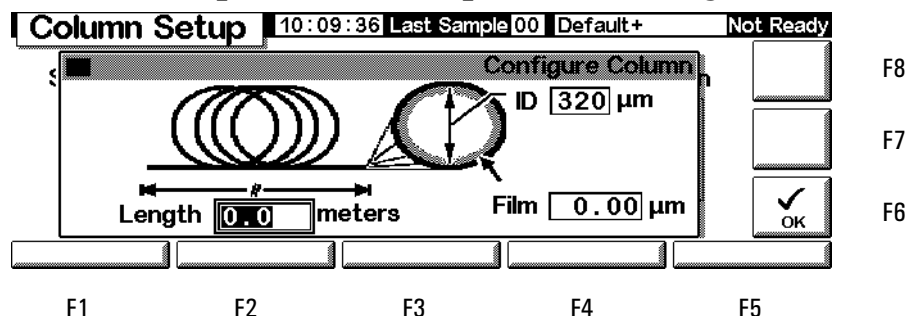 Column Setup 10:09:36 Last Sample 00 Default+ Not Ready
Configure Column
ID 320 µm
Length 0.0 meters
Film 0.00 µm
OK
F8
F7
F6
F1 F2 F3 F4 F5